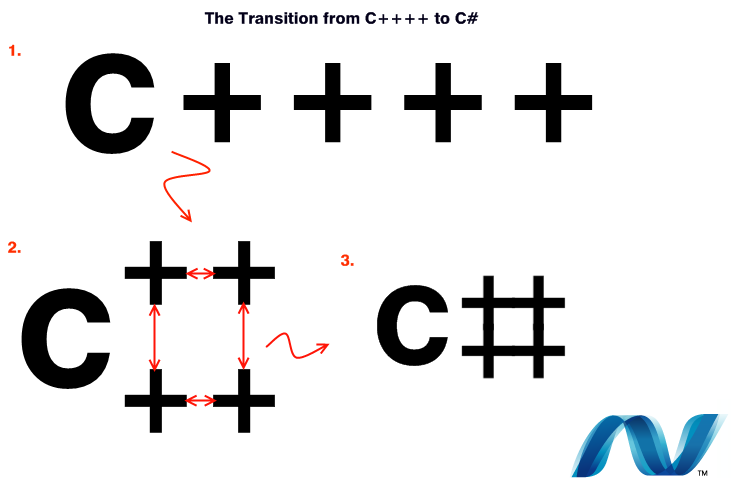 The Transition from C++++ to C#
1.
C++++
2.
C++
++
3.
C#
TM